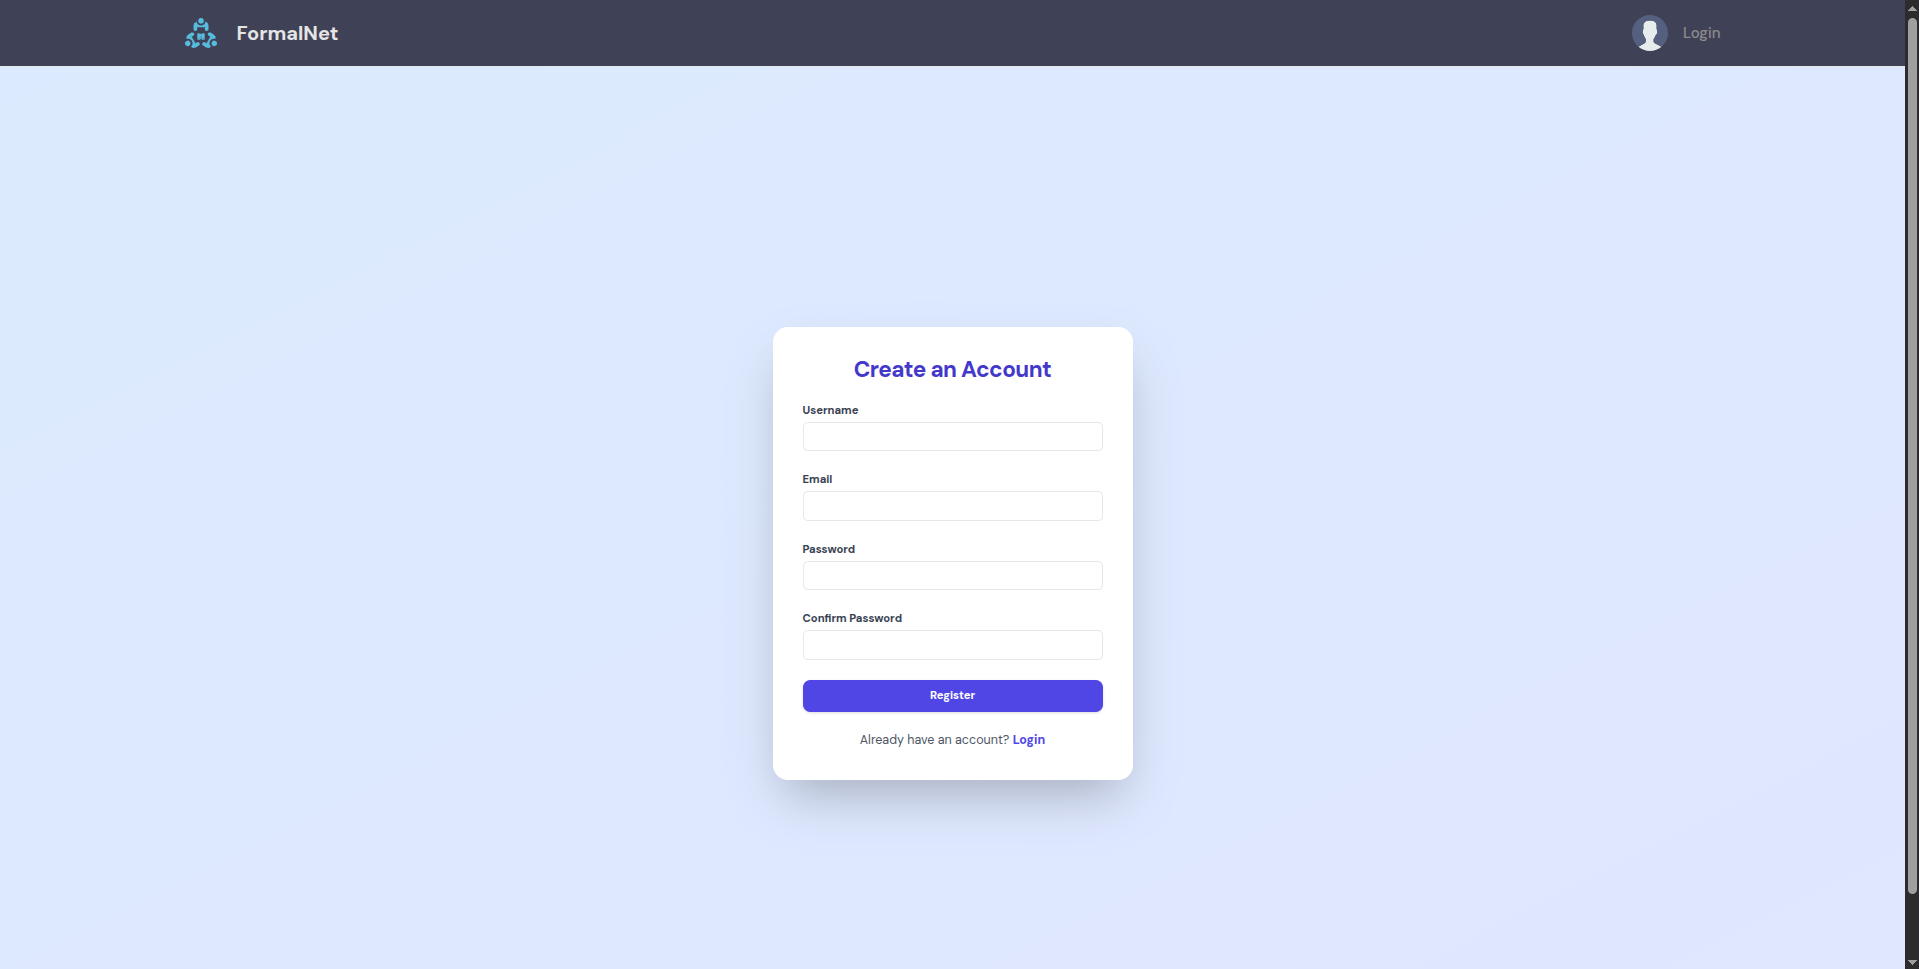 FormalNet
Login
Create an Account
Username
Email
Password
Confirm Password
Register
Already have an account? Login